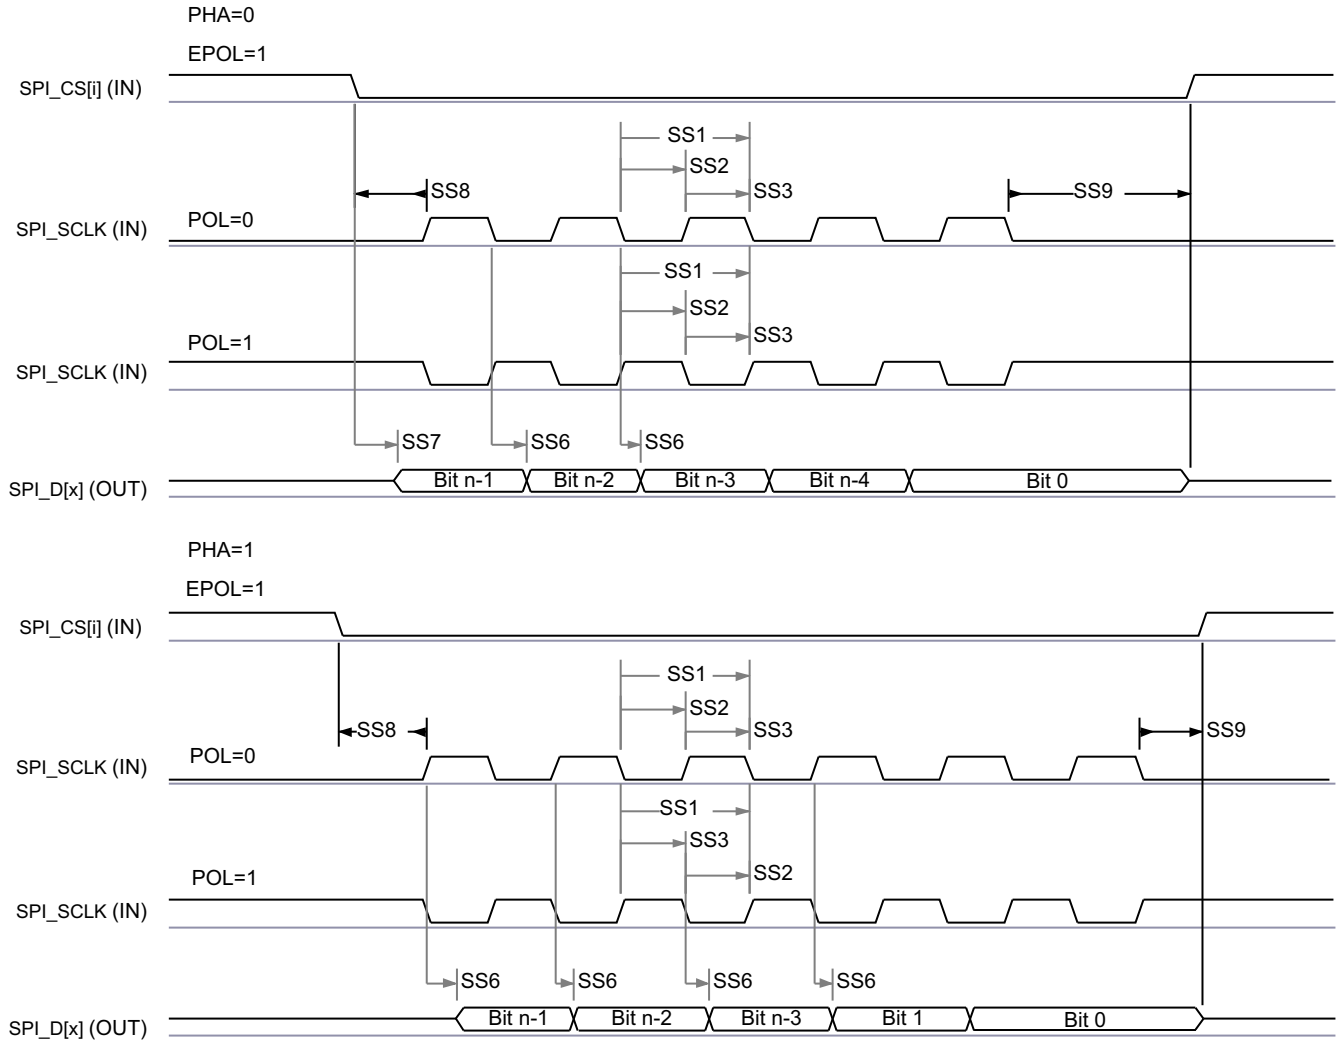 PHA=0
EPOL=1
SPI_CS[i] (IN)
SS1
SS2
SS8
SS3
SS9
POL=0
SPI_SCLK (IN)
SS1
SS2
POL=1
SS3
SPI_SCLK (IN)
SS7
SS6
SS6
SPI_D[x] (OUT)
Bit n-1
Bit n-2
Bit n-3
Bit n-4
Bit 0
PHA=1
EPOL=1
SPI_CS[i] (IN)
SS1
SS2
SS8
SS3
SS9
POL=0
SPI_SCLK (IN)
SS1
SS3
POL=1
SS2
SPI_SCLK (IN)
SS6
SS6
SS6
SS6
SPI_D[x] (OUT)
Bit n-1
Bit n-2
Bit n-3
Bit 1
Bit 0